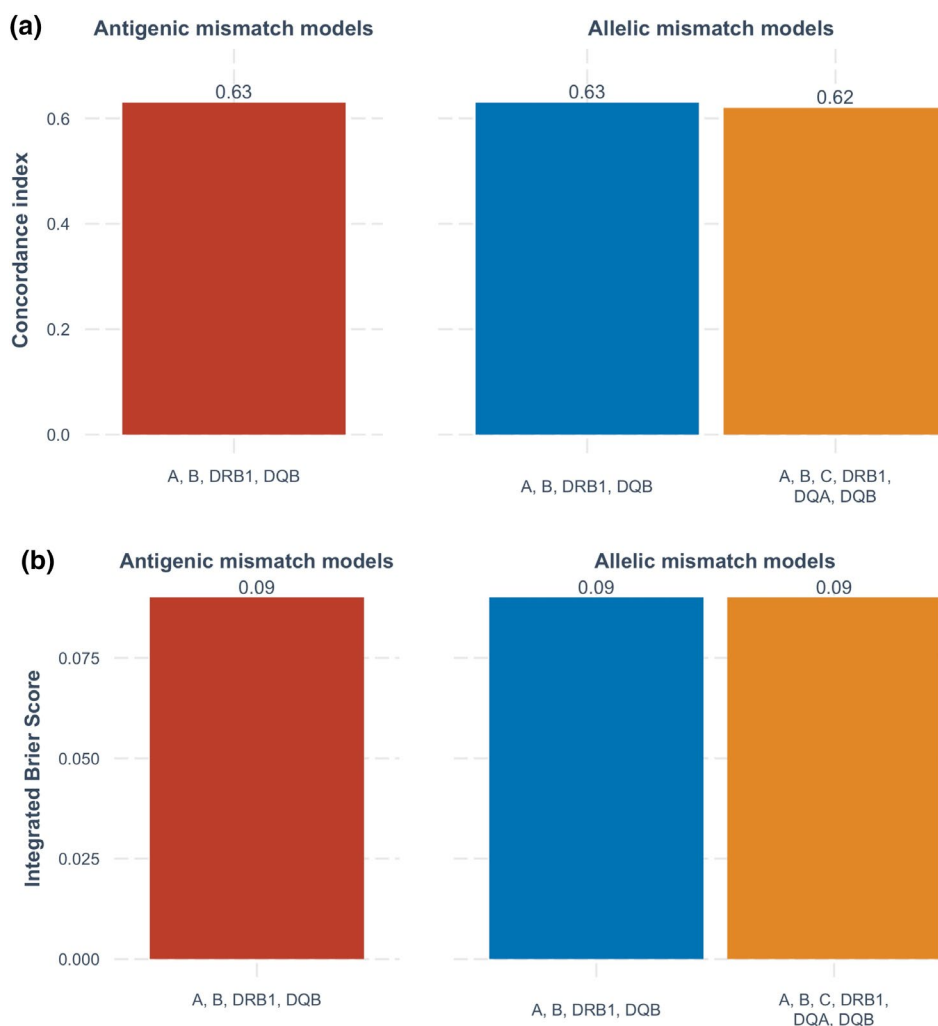 (a)
Antigenic mismatch models
Allelic mismatch models
Concordance index
0.6
0.4
0.2
0.0
0.63
0.63
0.62
A, B, DRB1, DQB
A, B, DRB1, DQB
A, B, C, DRB1,
DQA, DQB
(b)
Antigenic mismatch models
Allelic mismatch models
Integrated Brier Score
0.075
0.050
0.025
0.000
0.09
0.09
0.09
A, B, DRB1, DQB
A, B, DRB1, DQB
A, B, C, DRB1,
DQA, DQB